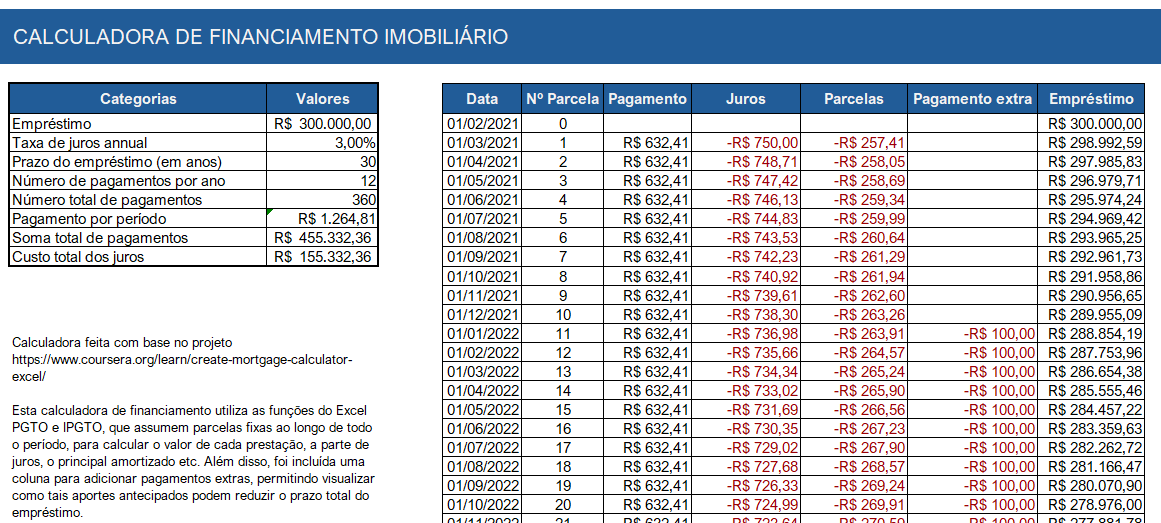 CALCULADORA DE FINANCIAMENTO IMOBILIÁRIO
Categorias Valores
Empréstimo R$ 300.000,00
Taxa de juros annual 3,00%
Prazo do empréstimo (em anos) 30
Número de pagamentos por ano 12
Número total de pagamentos 360
Pagamento por período R$ 1.264,81
Soma total de pagamentos R$ 455.332,36
Custo total dos juros R$ 155.332,36
Calculadora feita com base no projeto
https://www.coursera.org/learn/create-mortgage-calculator-
excel/
Esta calculadora de financiamento utiliza as funções do Excel
PGTO e IPGTO, que assumem parcelas fixas ao longo de todo
o período, para calcular o valor de cada prestação, a parte de
juros, o principal amortizado etc. Além disso, foi incluída uma
coluna para adicionar pagamentos extras, permitindo visualizar
como tais aportes antecipados podem reduzir o prazo total do
empréstimo.
Data Nº Parcela Pagamento Juros Parcelas Pagamento extra Empréstimo
01/02/2021 0 R$ 300.000,00
01/03/2021 1 R$ 632,41 -R$ 750,00 -R$ 257,41 R$ 298.992,59
01/04/2021 2 R$ 632,41 -R$ 748,71 -R$ 258,05 R$ 297.985,83
01/05/2021 3 R$ 632,41 -R$ 747,42 -R$ 258,69 R$ 296.979,71
01/06/2021 4 R$ 632,41 -R$ 746,13 -R$ 259,34 R$ 295.974,24
01/07/2021 5 R$ 632,41 -R$ 744,83 -R$ 259,99 R$ 294.969,42
01/08/2021 6 R$ 632,41 -R$ 743,53 -R$ 260,64 R$ 293.965,25
01/09/2021 7 R$ 632,41 -R$ 742,23 -R$ 261,29 R$ 292.961,73
01/10/2021 8 R$ 632,41 -R$ 740,92 -R$ 261,94 R$ 291.958,86
01/11/2021 9 R$ 632,41 -R$ 739,61 -R$ 262,60 R$ 290.956,65
01/12/2021 10 R$ 632,41 -R$ 738,30 -R$ 263,26 R$ 289.955,09
01/01/2022 11 R$ 632,41 -R$ 736,98 -R$ 263,91 -R$ 100,00 R$ 288.854,19
01/02/2022 12 R$ 632,41 -R$ 735,66 -R$ 264,57 -R$ 100,00 R$ 287.753,96
01/03/2022 13 R$ 632,41 -R$ 734,34 -R$ 265,24 -R$ 100,00 R$ 286.654,38
01/04/2022 14 R$ 632,41 -R$ 733,02 -R$ 265,90 -R$ 100,00 R$ 285.555,46
01/05/2022 15 R$ 632,41 -R$ 731,69 -R$ 266,56 -R$ 100,00 R$ 284.457,22
01/06/2022 16 R$ 632,41 -R$ 730,35 -R$ 267,23 -R$ 100,00 R$ 283.359,63
01/07/2022 17 R$ 632,41 -R$ 729,02 -R$ 267,90 -R$ 100,00 R$ 282.262,72
01/08/2022 18 R$ 632,41 -R$ 727,68 -R$ 268,57 -R$ 100,00 R$ 281.166,47
01/09/2022 19 R$ 632,41 -R$ 726,33 -R$ 269,24 -R$ 100,00 R$ 280.070,90
01/10/2022 20 R$ 632,41 -R$ 724,99 -R$ 269,91 -R$ 100,00 R$ 278.976,00